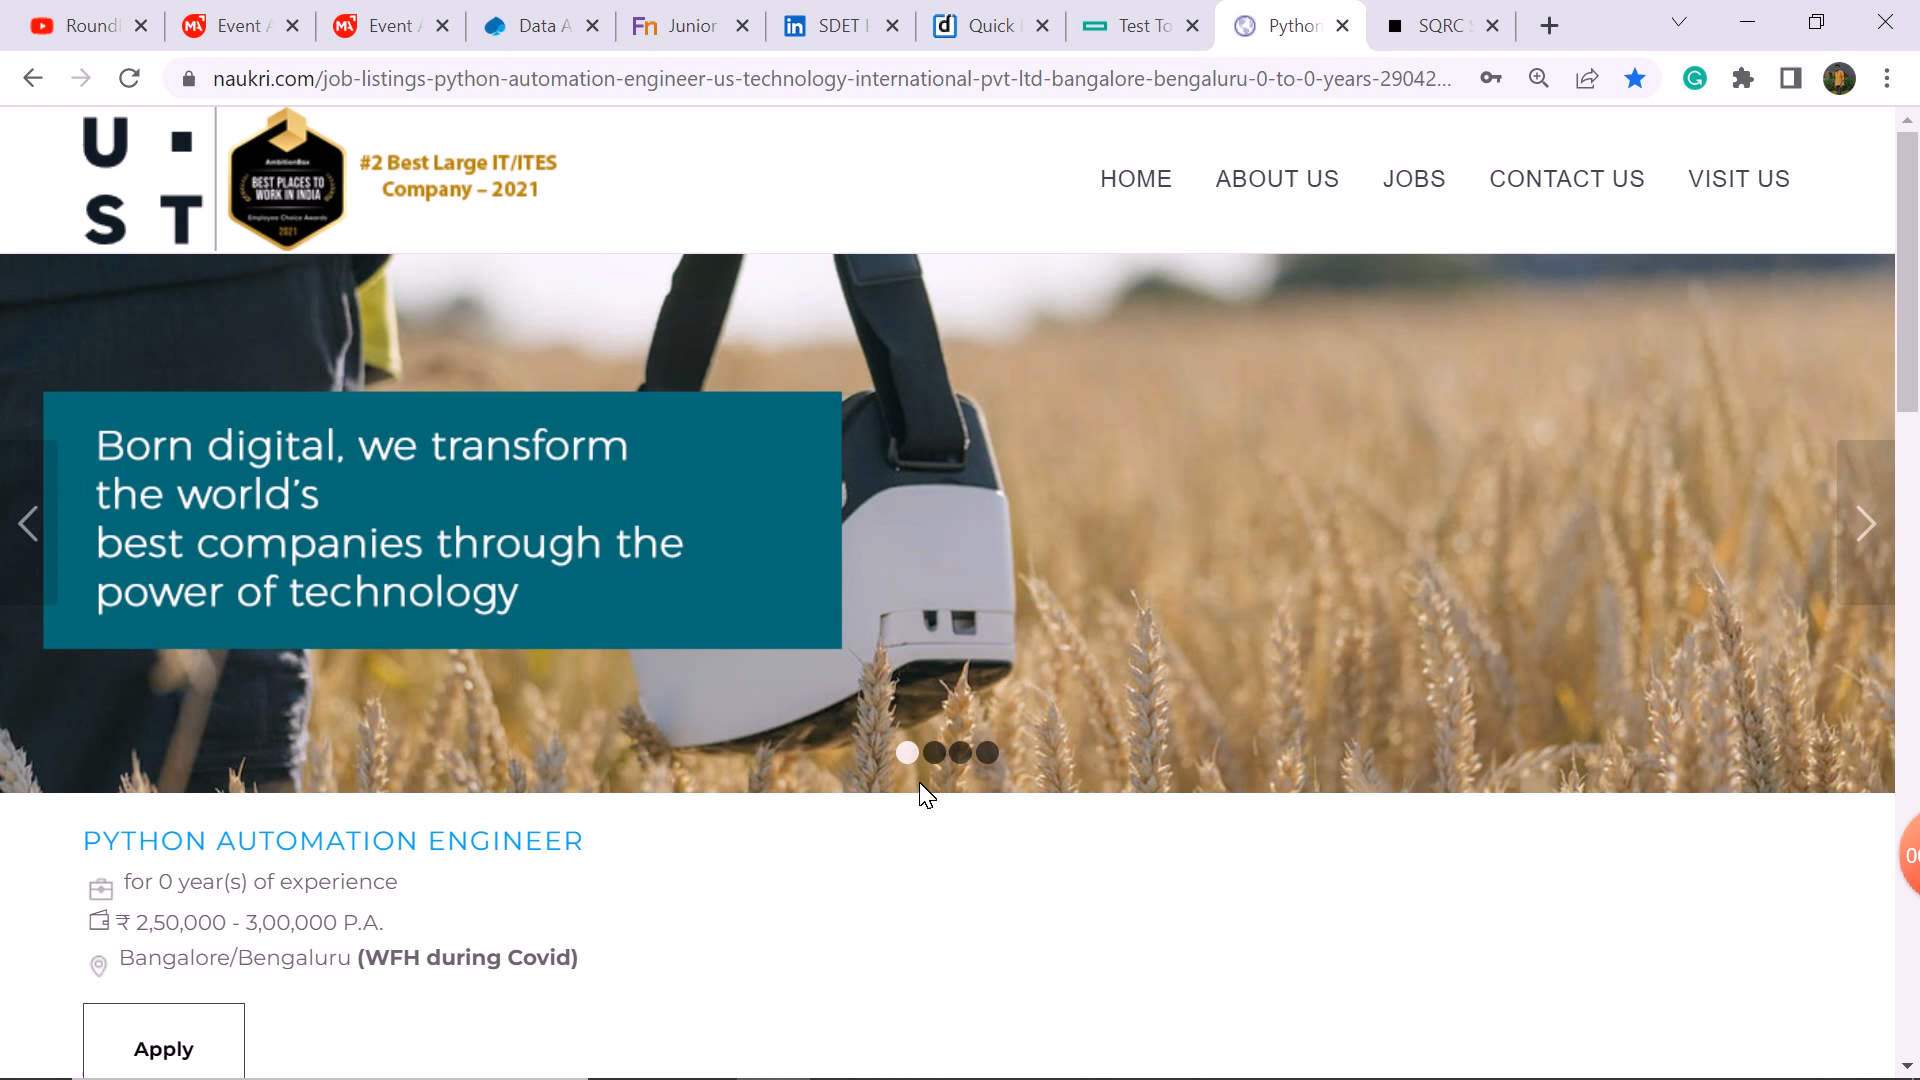 Round
Event A
Event A
Data A
Fn Junior
in SDET I
d Quick
Test To
Python
SQRC S
naukri.com/job-listings-python-automation-engineer-us-technology-international-pvt-ltd-bangalore-bengaluru-0-to-0-years-29042...
U
ST
AmbitionBox
BEST PLACES TO
WORK IN INDIA
Employee Choice Awards
2021
#2 Best Large IT/ITES
Company – 2021
HOME ABOUT US JOBS CONTACT US VISIT US
Born digital, we transform
the world's
best companies through the
power of technology
PYTHON AUTOMATION ENGINEER
for 0 year(s) of experience
₹ 2,50,000 - 3,00,000 P.A.
Bangalore/Bengaluru (WFH during Covid)
Apply